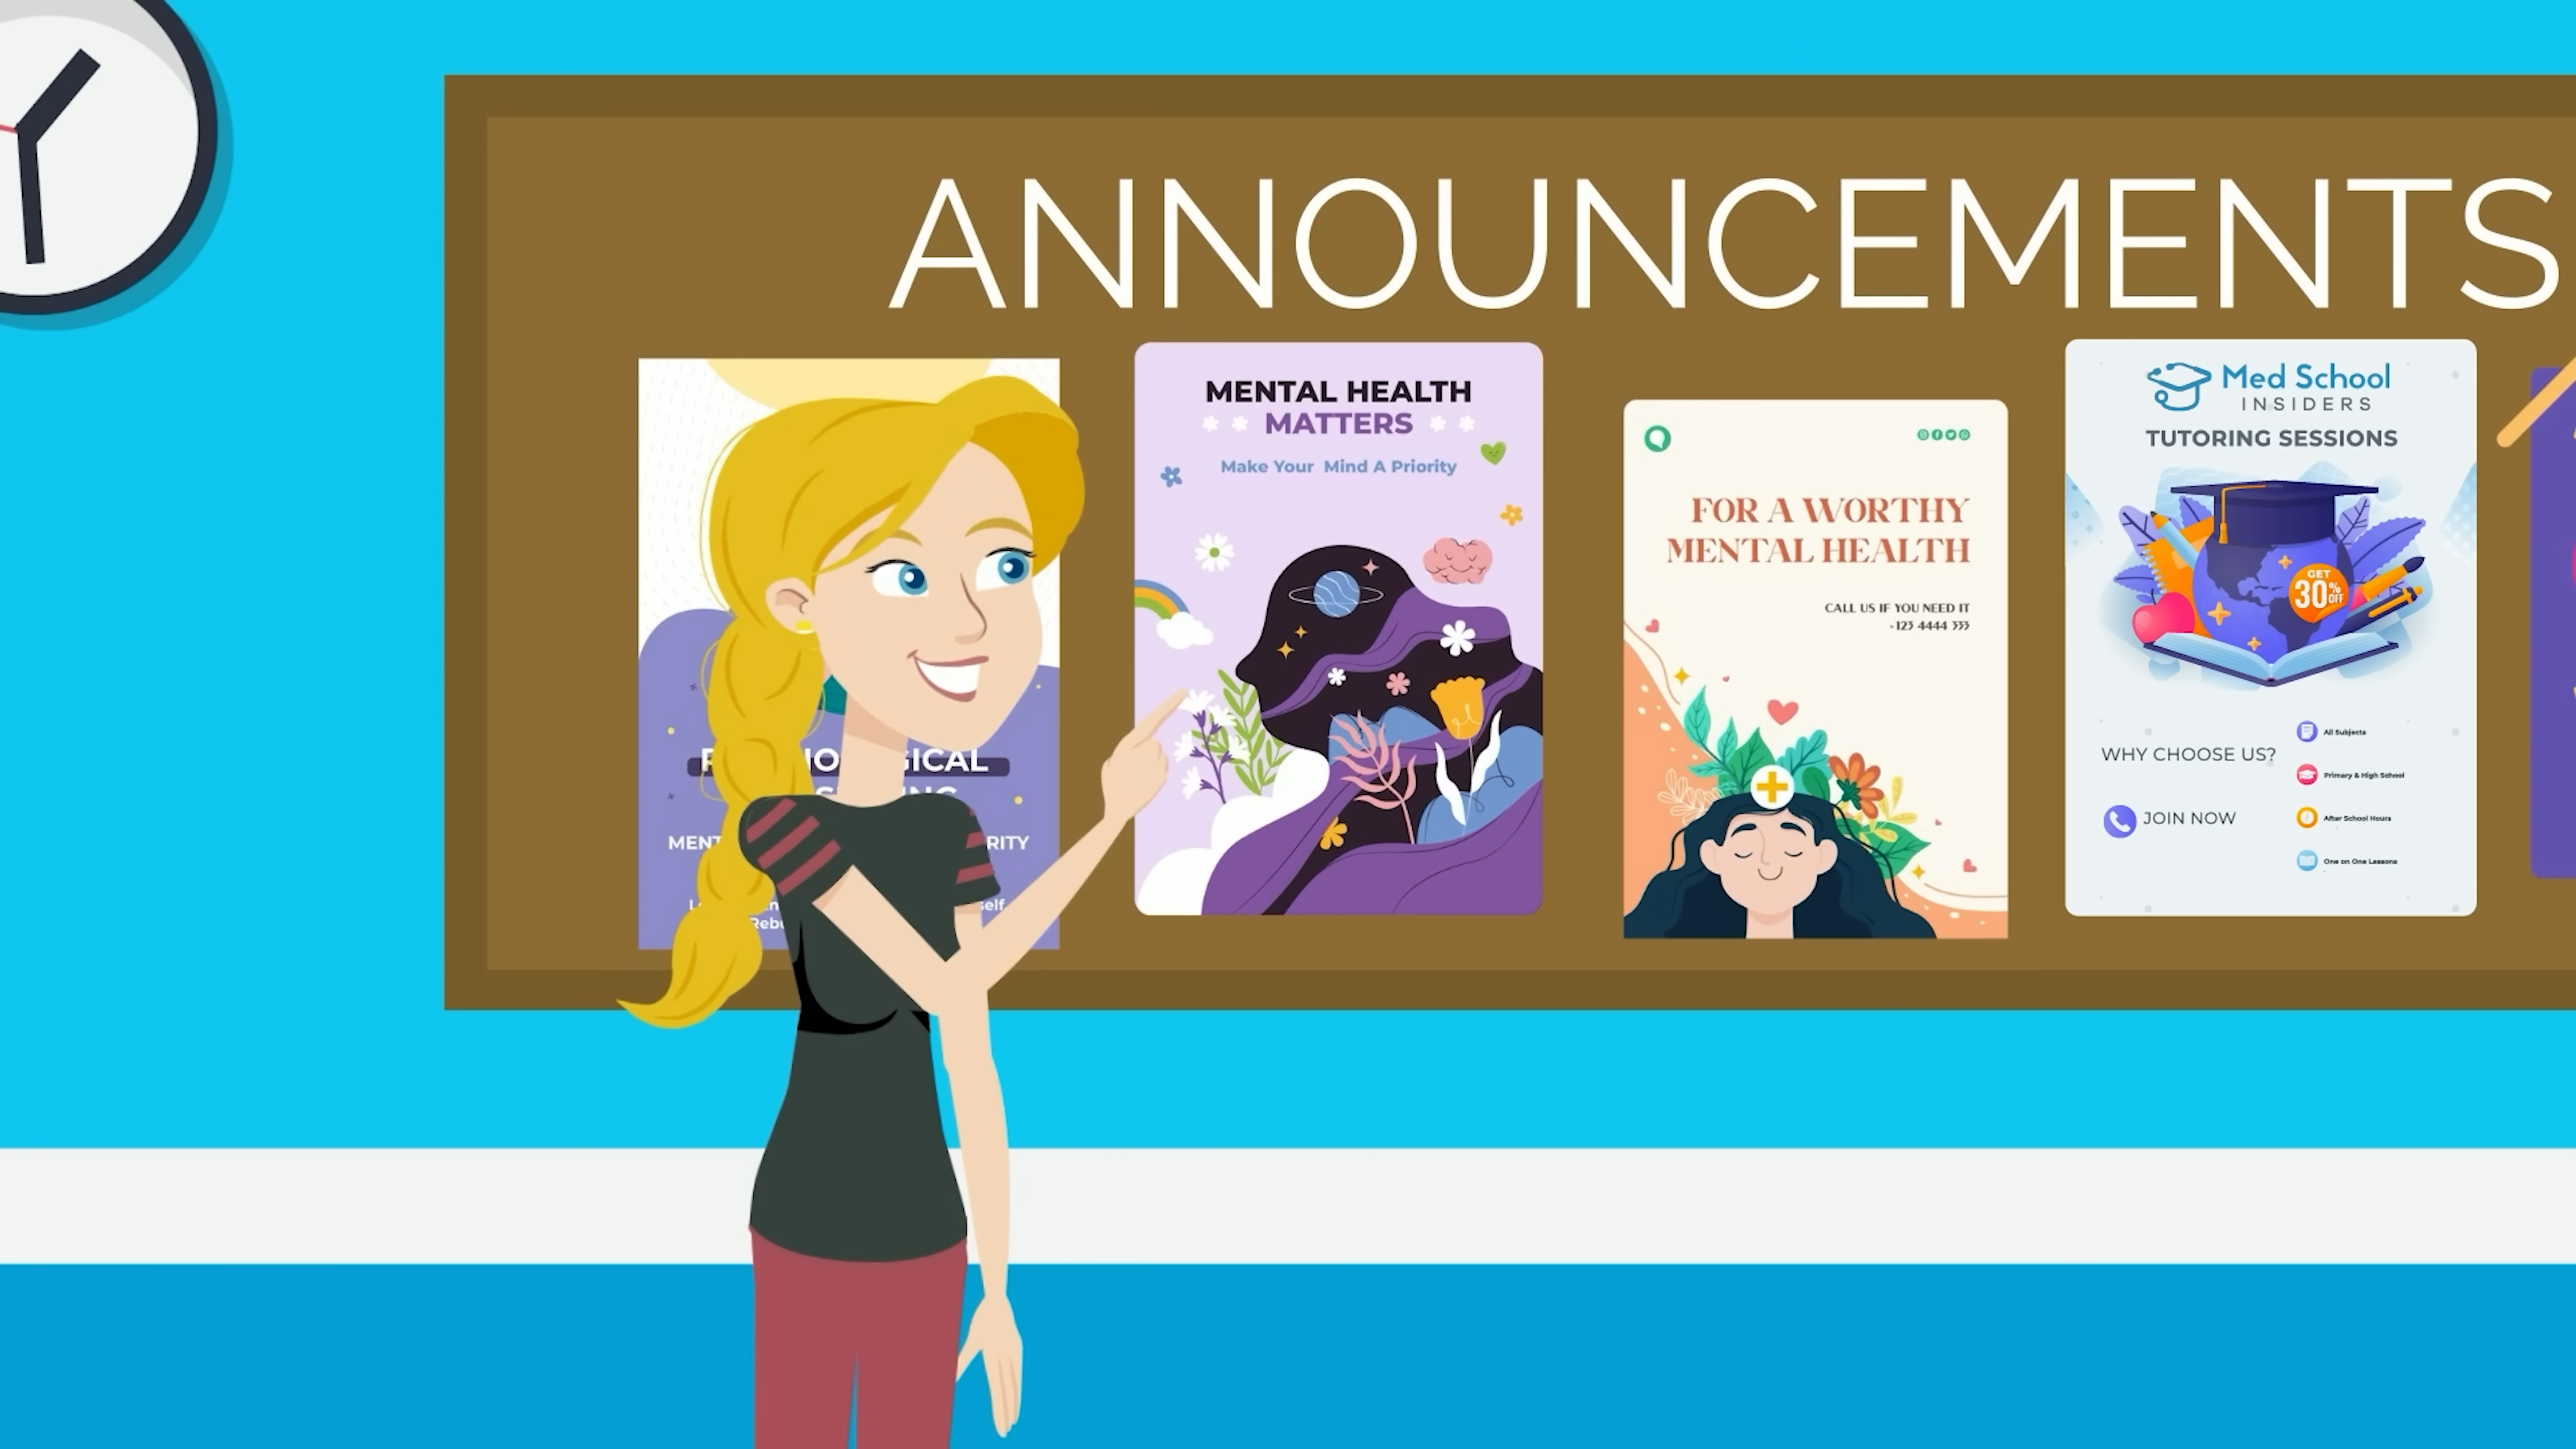 ANNOUNCEMENTS
MENTAL HEALTH
MATTERS
Make Your Mind A Priority
FOR A WORTHY
MENTAL HEALTH
CALL US IF YOU NEED IT
+123 4444 333
Med School
INSIDERS
TUTORING SESSIONS
GET
30%
OFF
WHY CHOOSE US?
JOIN NOW
All Subjects
Primary & High School
After School Hours
One on One Lessons